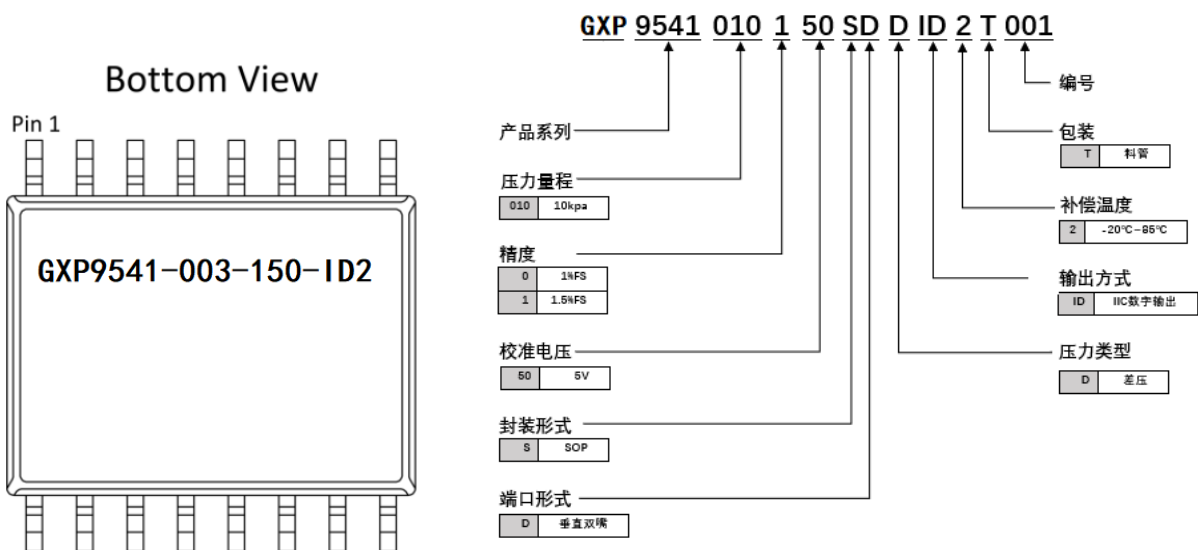 GXP 9541 010 1 50 SD D ID 2 T 001
Bottom View
Pin 1
GXP9541-003-150-ID2
产品系列
压力量程
010 10kpa
精度
0 1%FS
1 1.5%FS
校准电压
50 5V
封装形式
S SOP
端口形式
D 垂直双嘴
编号
包装
T 料管
补偿温度
2 -20℃-85℃
输出方式
ID IIC数字输出
压力类型
D 差压